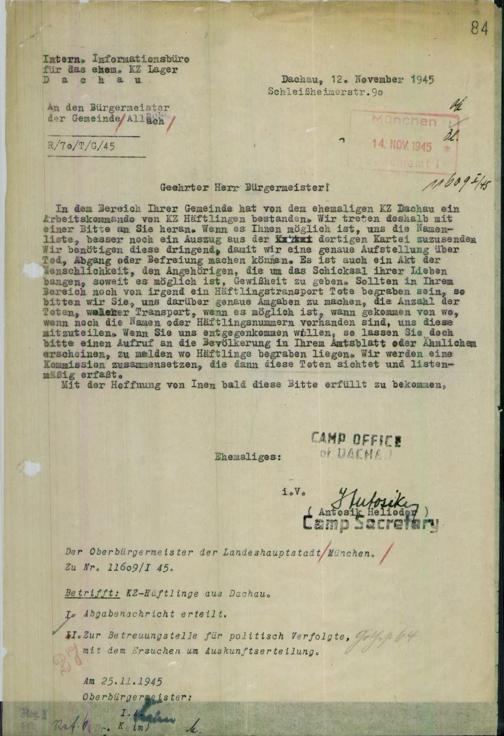 84
Intern. Informationsbüro
für das ehem. KZ Lager
D a c h a u
Dachau, 12. November 1945
Schleißheimerstr.90
An den Bürgermeister
der Gemeinde/Allach/
München
14. NOV. 1945
R/70/T/G/45
11609 I/45
Geehrter Herr Bürgermeister!
In dem Bereich Ihrer Gemeinde hat von dem ehemaligen KZ Dachau ein
Arbeitskommando von KZ Häftlingen bestanden. Wir treten deshalb mit
einer Bitte an Sie heran. Wenn es Ihnen möglich ist, uns die Namen-
liste, besser noch ein Auszug aus der dortigen Kartei zuzusenden
Wir benötigen diese dringend, damit wir eine genaue Aufstellung über
Tod, Abgang oder Befreiung machen können. Es ist auch ein Akt der
Menschlichkeit, den Angehörigen, die um das Schicksal ihrer Lieben
bangen, soweit es möglich ist, Gewißheit zu geben. Sollten in Ihrem
Bereich noch von irgend ein Häftlingstransport Tote begraben sein, so
bitten wir Sie, uns darüber genaue Angaben zu machen, die Anzahl der
Toten, welcher Transport, wenn es möglich ist, wann gekommen von wo,
wenn noch die Namen oder Häftlingsnummern vorhanden sind, uns diese
mitzuteilen. Wenn Sie uns entgegenkommen wollen, so lassen Sie doch
bitte einen Aufruf an die Bevölkerung in Ihrem Amtsblatt oder Ähnlichem
erscheinen, zu melden wo Häftlinge begraben liegen. Wir werden eine
Kommission zusammensetzen, die dann diese Toten sichtet und listen-
mäßig erfaßt.
Mit der Hoffnung von Inen bald diese Bitte erfüllt zu bekommen,
CAMP OFFICE
of DACHAU
Ehemaliges:
i.V.
( Antosik Heliodor )
Camp Secretary
Der Oberbürgermeister der Landeshauptstadt/München./
Zu Nr. 11609/I 45.
Betrifft: KZ-Häftlinge aus Dachau.
I. Abgabenachricht erteilt.
II.Zur Betreuungstelle für politisch Verfolgte,
mit dem Ersuchen um Auskunftserteilung.
Am 25.11.1945
Oberbürgermeister: